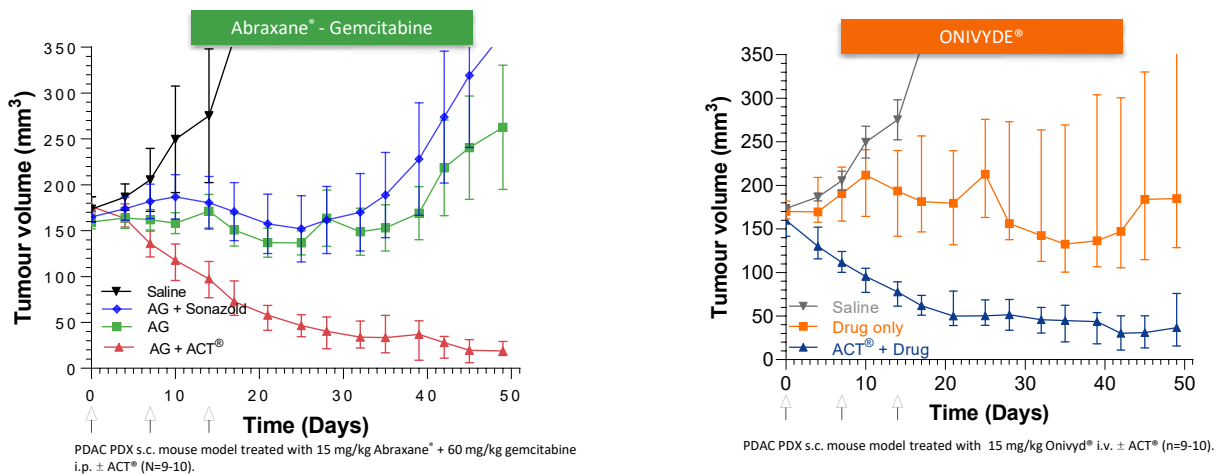 Abraxane® - Gemcitabine
350
300
250
200
150
100
50
0
Tumour volume (mm³)
Saline
AG + Sonazoid
AG
AG + ACT®
0 10 20 30 40 50
Time (Days)
PDAC PDX s.c. mouse model treated with 15 mg/kg Abraxane® + 60 mg/kg gemcitabine
i.p. ± ACT® (N=9-10).
ONIVYDE®
350
300
250
200
150
100
50
0
Tumour volume (mm³)
Saline
Drug only
ACT® + Drug
0 10 20 30 40 50
Time (Days)
PDAC PDX s.c. mouse model treated with 15 mg/kg Onivyd® i.v. ± ACT® (n=9-10).